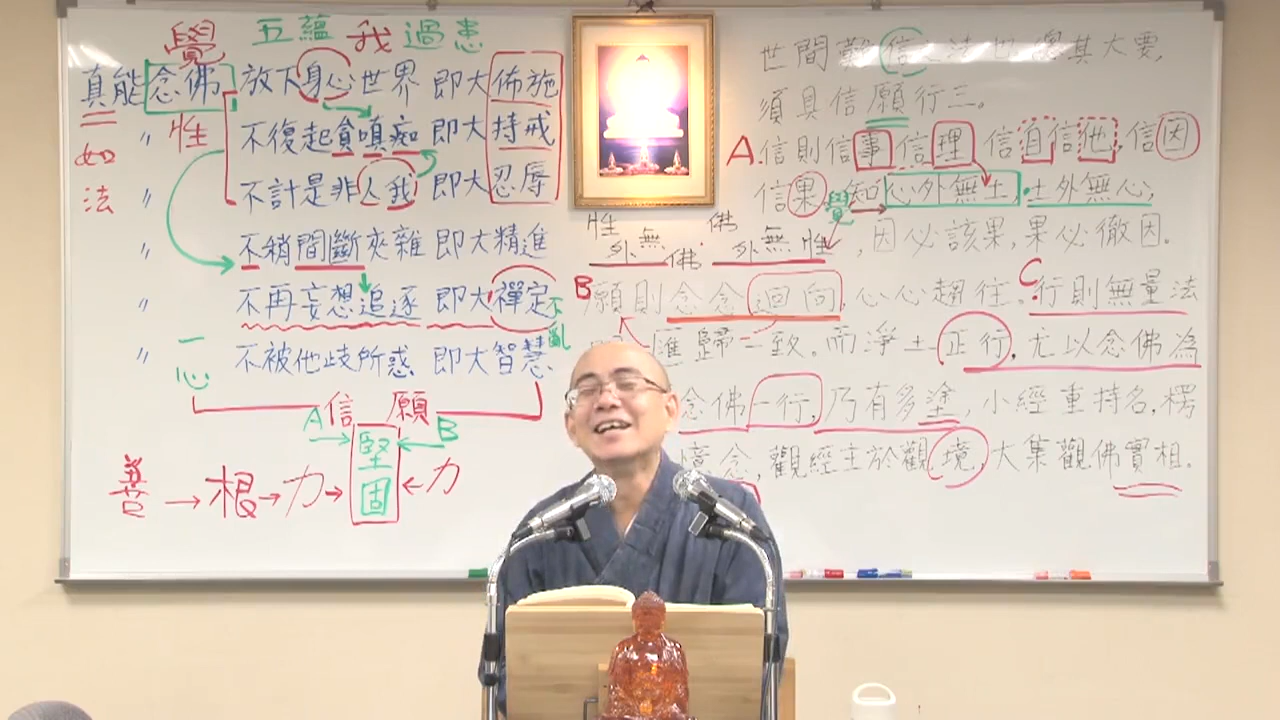 覺 五蘊我過患
真能念佛 放下身心世界 即大佈施
〃 性 不復起貪嗔痴 即大持戒
如法
〃 不計是非人我 即大忍辱
〃 不稍間斷夾雜 即大精進
〃 不再妄想追逐 即大禪定
不亂
〃 不被他歧所惑 即大智慧
一心
A 信 願 B
善→根→力→堅固←力
世間難信之法也 其大要,
須具信願行三。
A.信則信事信理 信自信他,信因
信果,知心外無土,土外無心,
覺
性外無佛,佛外無性,因必該果,果必徹因。
B願則念念迴向,心心趨往。C.行則無量法
匯歸一致。而淨土正行,尤以念佛為
念佛一行,乃有多塗,小經重持名,楞
憶念,觀經主於觀境,大集觀佛實相。